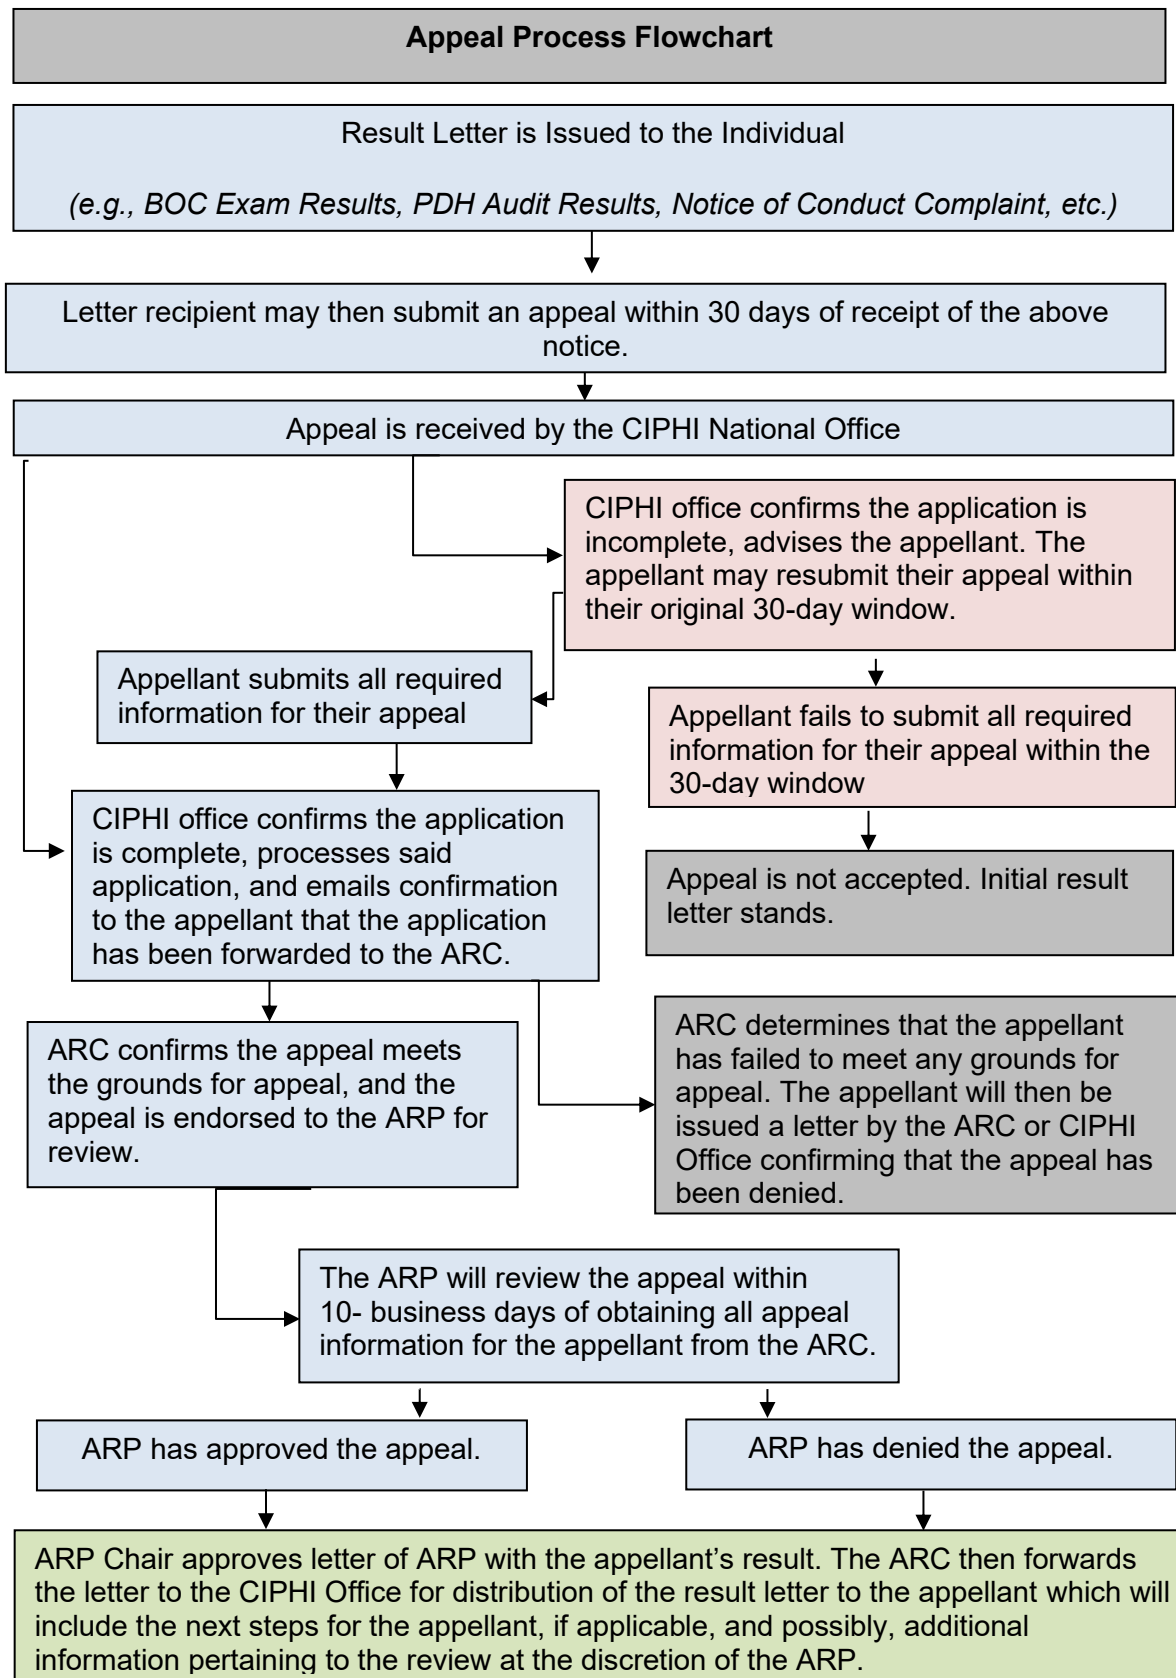 Appeal Process Flowchart
Result Letter is Issued to the Individual
(e.g., BOC Exam Results, PDH Audit Results, Notice of Conduct Complaint, etc.)
Letter recipient may then submit an appeal within 30 days of receipt of the above
notice.
Appeal is received by the CIPHI National Office
CIPHI office confirms the application is
incomplete, advises the appellant. The
appellant may resubmit their appeal within
their original 30-day window.
Appellant submits all required
information for their appeal
Appellant fails to submit all required
information for their appeal within the
30-day window
CIPHI office confirms the application
is complete, processes said
application, and emails confirmation
to the appellant that the application
has been forwarded to the ARC.
Appeal is not accepted. Initial result
letter stands.
ARC confirms the appeal meets
the grounds for appeal, and the
appeal is endorsed to the ARP for
review.
ARC determines that the appellant
has failed to meet any grounds for
appeal. The appellant will then be
issued a letter by the ARC or CIPHI
Office confirming that the appeal has
been denied.
The ARP will review the appeal within
10- business days of obtaining all appeal
information for the appellant from the ARC.
ARP has approved the appeal.
ARP has denied the appeal.
ARP Chair approves letter of ARP with the appellant’s result. The ARC then forwards
the letter to the CIPHI Office for distribution of the result letter to the appellant which will
include the next steps for the appellant, if applicable, and possibly, additional
information pertaining to the review at the discretion of the ARP.